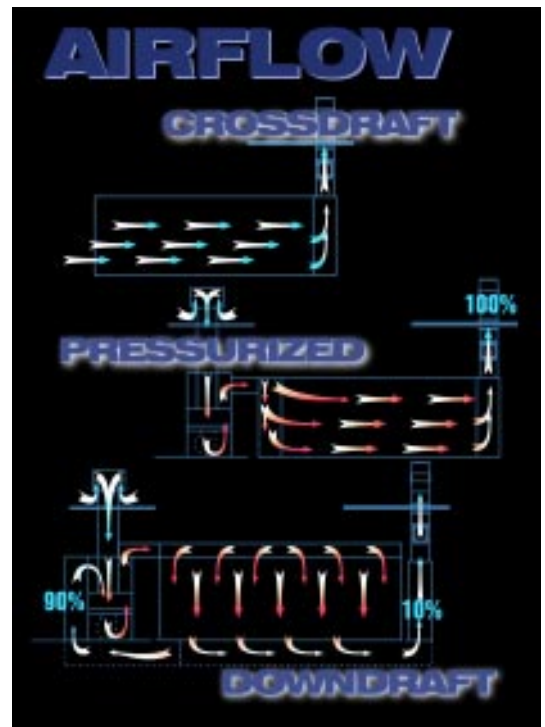 AIRFLOW
CROSSDRAFT
100%
PRESSURIZED
90%
10%
DOWNDRAFT